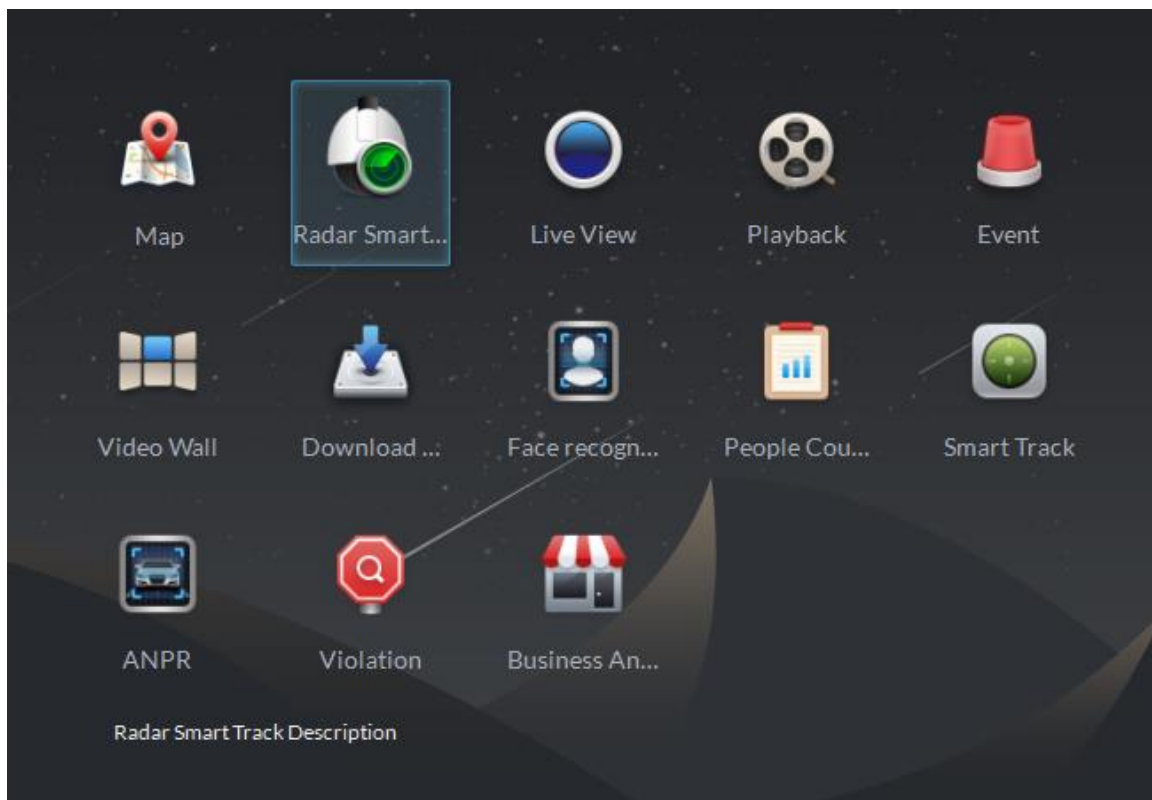 Map
Radar Smart...
Live View
Playback
Event
Video Wall
Download ...
Face recogn...
People Cou...
Smart Track
ANPR
Violation
Business An...
Radar Smart Track Description